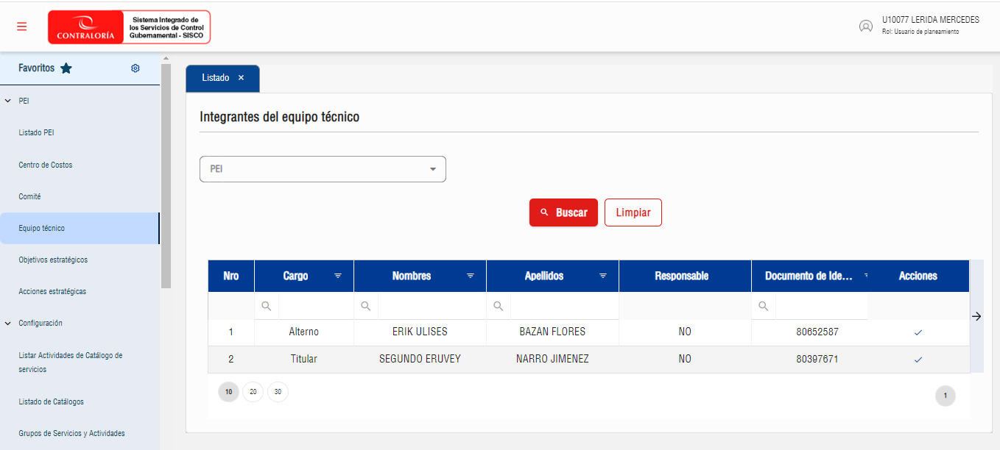 CONTRALORÍA
Sistema Integrado de
los Servicios de Control
Gubernamental - SISCO
U10077 LERIDA MERCEDES
Rol: Usuario de planeamiento
Favoritos
PEI
Listado PEI
Centro de Costos
Comité
Equipo técnico
Objetivos estratégicos
Acciones estratégicas
Configuración
Listar Actividades de Catálogo de
servicios
Listado de Catálogos
Grupos de Servicios y Actividades
Listado ×
Integrantes del equipo técnico
PEI
Buscar Limpiar
Nro Cargo Nombres Apellidos Responsable Documento de Ide... Acciones
1 Alterno ERIK ULISES BAZAN FLORES NO 80652587
2 Titular SEGUNDO ERUVEY NARRO JIMENEZ NO 80397671
10 20 30 1